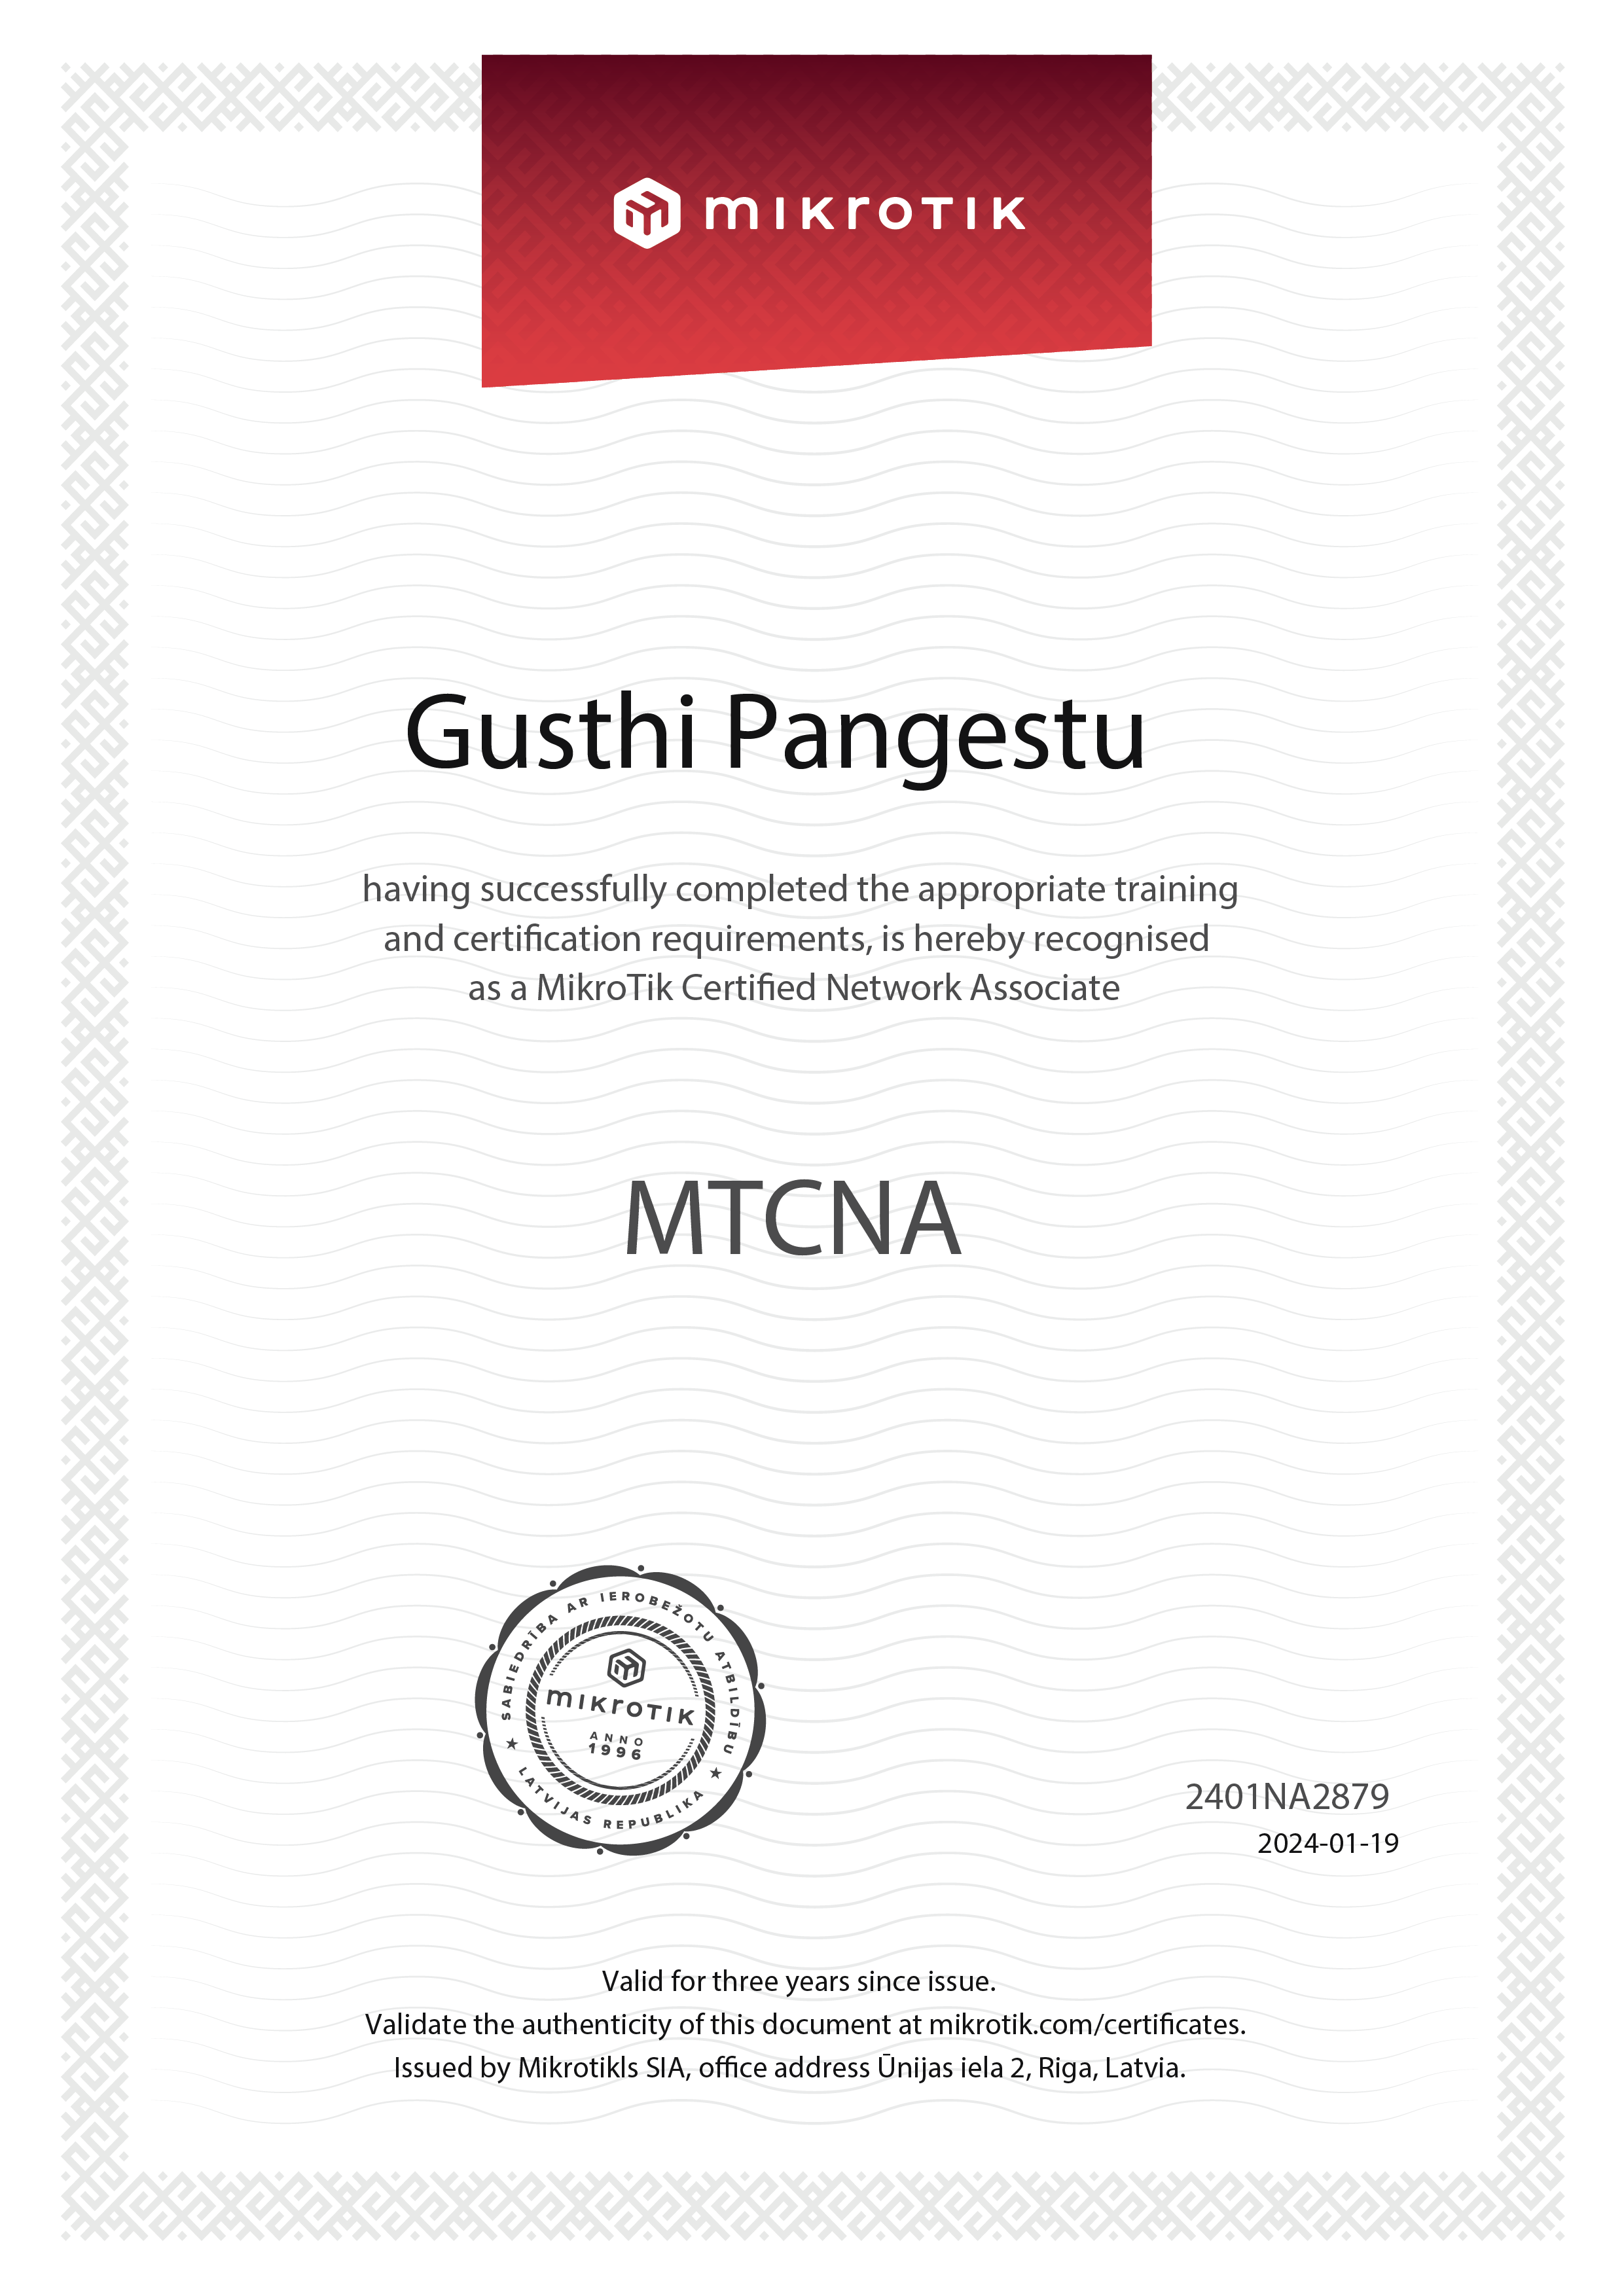 mikrotik
Gusthi Pangestu
having successfully completed the appropriate training
and certification requirements, is hereby recognised
as a MikroTik Certified Network Associate
MTCNA
SABIEDRĪBA AR IEROBEŽOTU ATBILDĪBU
mikrotik
ANNO
1996
LATVIJAS REPUBLIKA
2401NA2879
2024-01-19
Valid for three years since issue.
Validate the authenticity of this document at mikrotik.com/certificates.
Issued by Mikrotikls SIA, office address Ūnijas iela 2, Riga, Latvia.